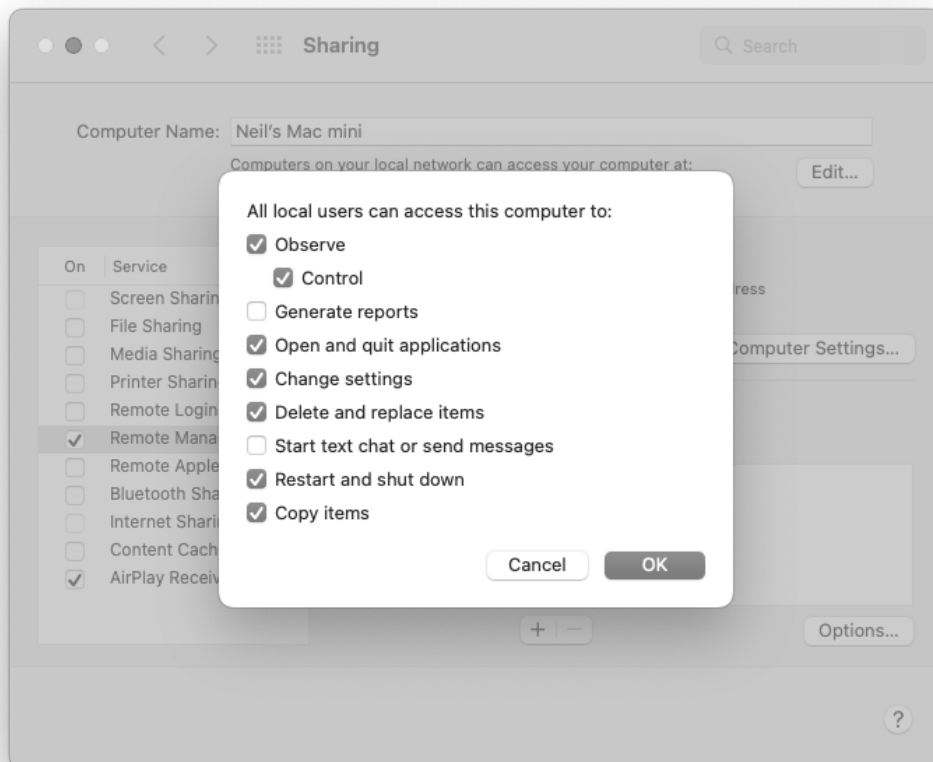 Sharing
Search
Computer Name: Neil's Mac mini
Computers on your local network can access your computer at:
Edit...
All local users can access this computer to:
Observe
Control
Generate reports
Open and quit applications
Change settings
Delete and replace items
Start text chat or send messages
Restart and shut down
Copy items
Cancel
OK
On Service
Screen Sharin
File Sharing
Media Sharing
Printer Sharin
Remote Login
Remote Mana
Remote Apple
Bluetooth Sha
Internet Shari
Content Cach
AirPlay Receiv
ress
Computer Settings...
+ −
Options...
?